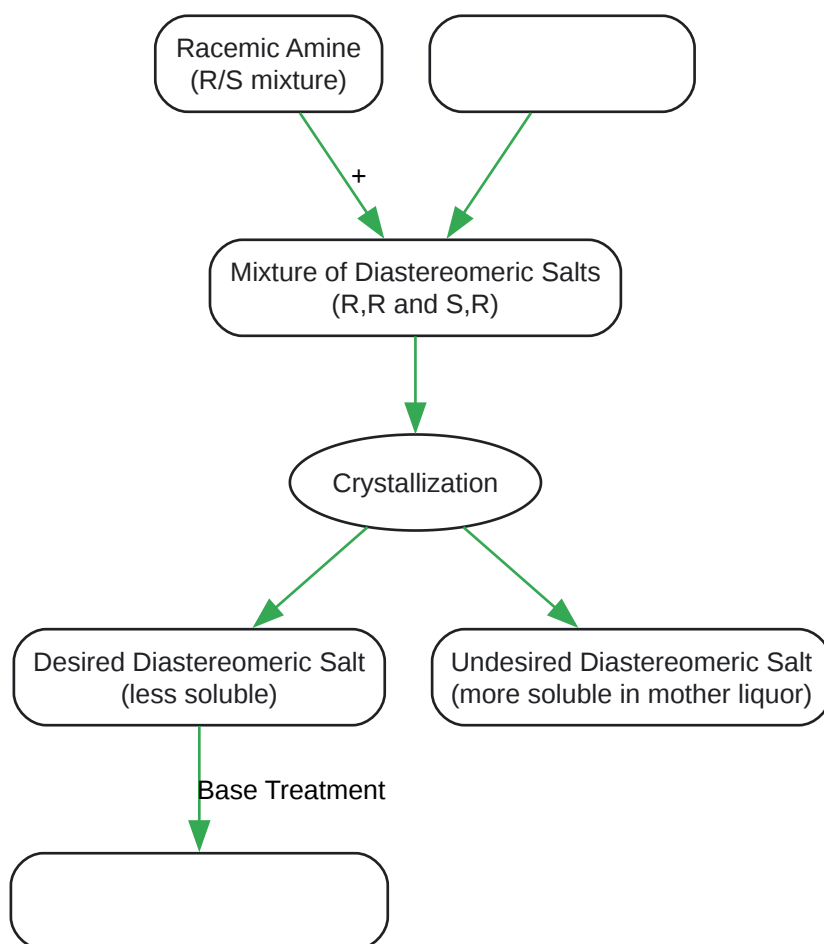 Racemic Amine
(R/S mixture)
+
Mixture of Diastereomeric Salts
(R,R and S,R)
Crystallization
Desired Diastereomeric Salt
(less soluble)
Undesired Diastereomeric Salt
(more soluble in mother liquor)
Base Treatment